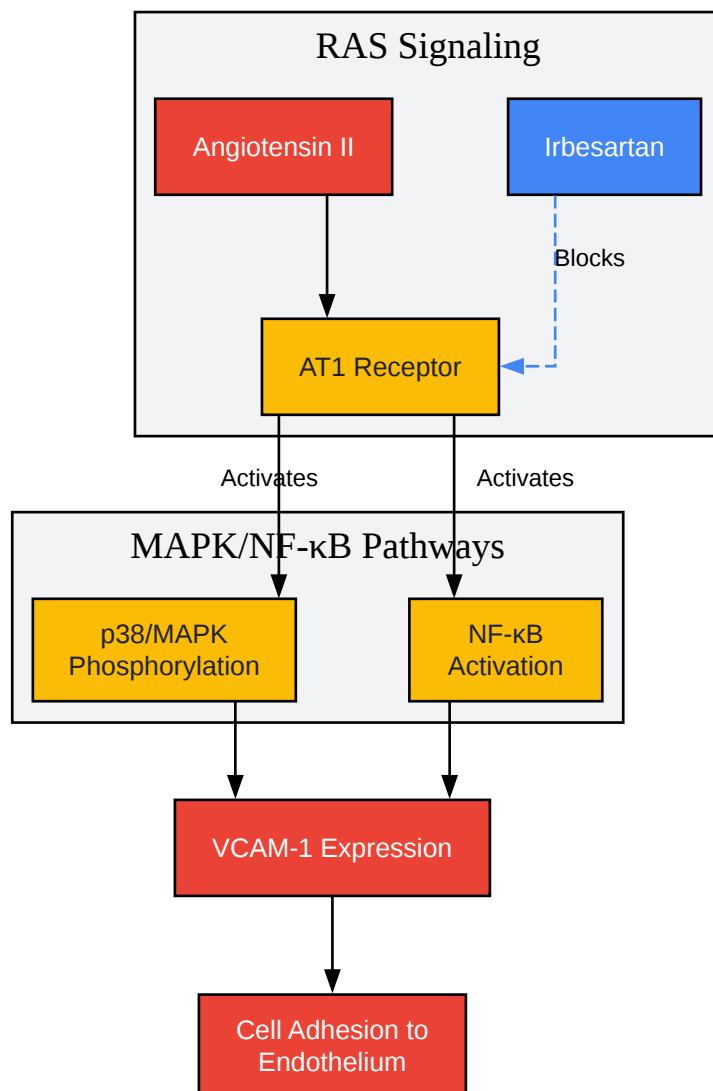 RAS Signaling
Angiotensin II
Irbesartan
Blocks
AT1 Receptor
Activates
Activates
MAPK/NF-κB Pathways
p38/MAPK
Phosphorylation
NF-κB
Activation
VCAM-1 Expression
Cell Adhesion to
Endothelium